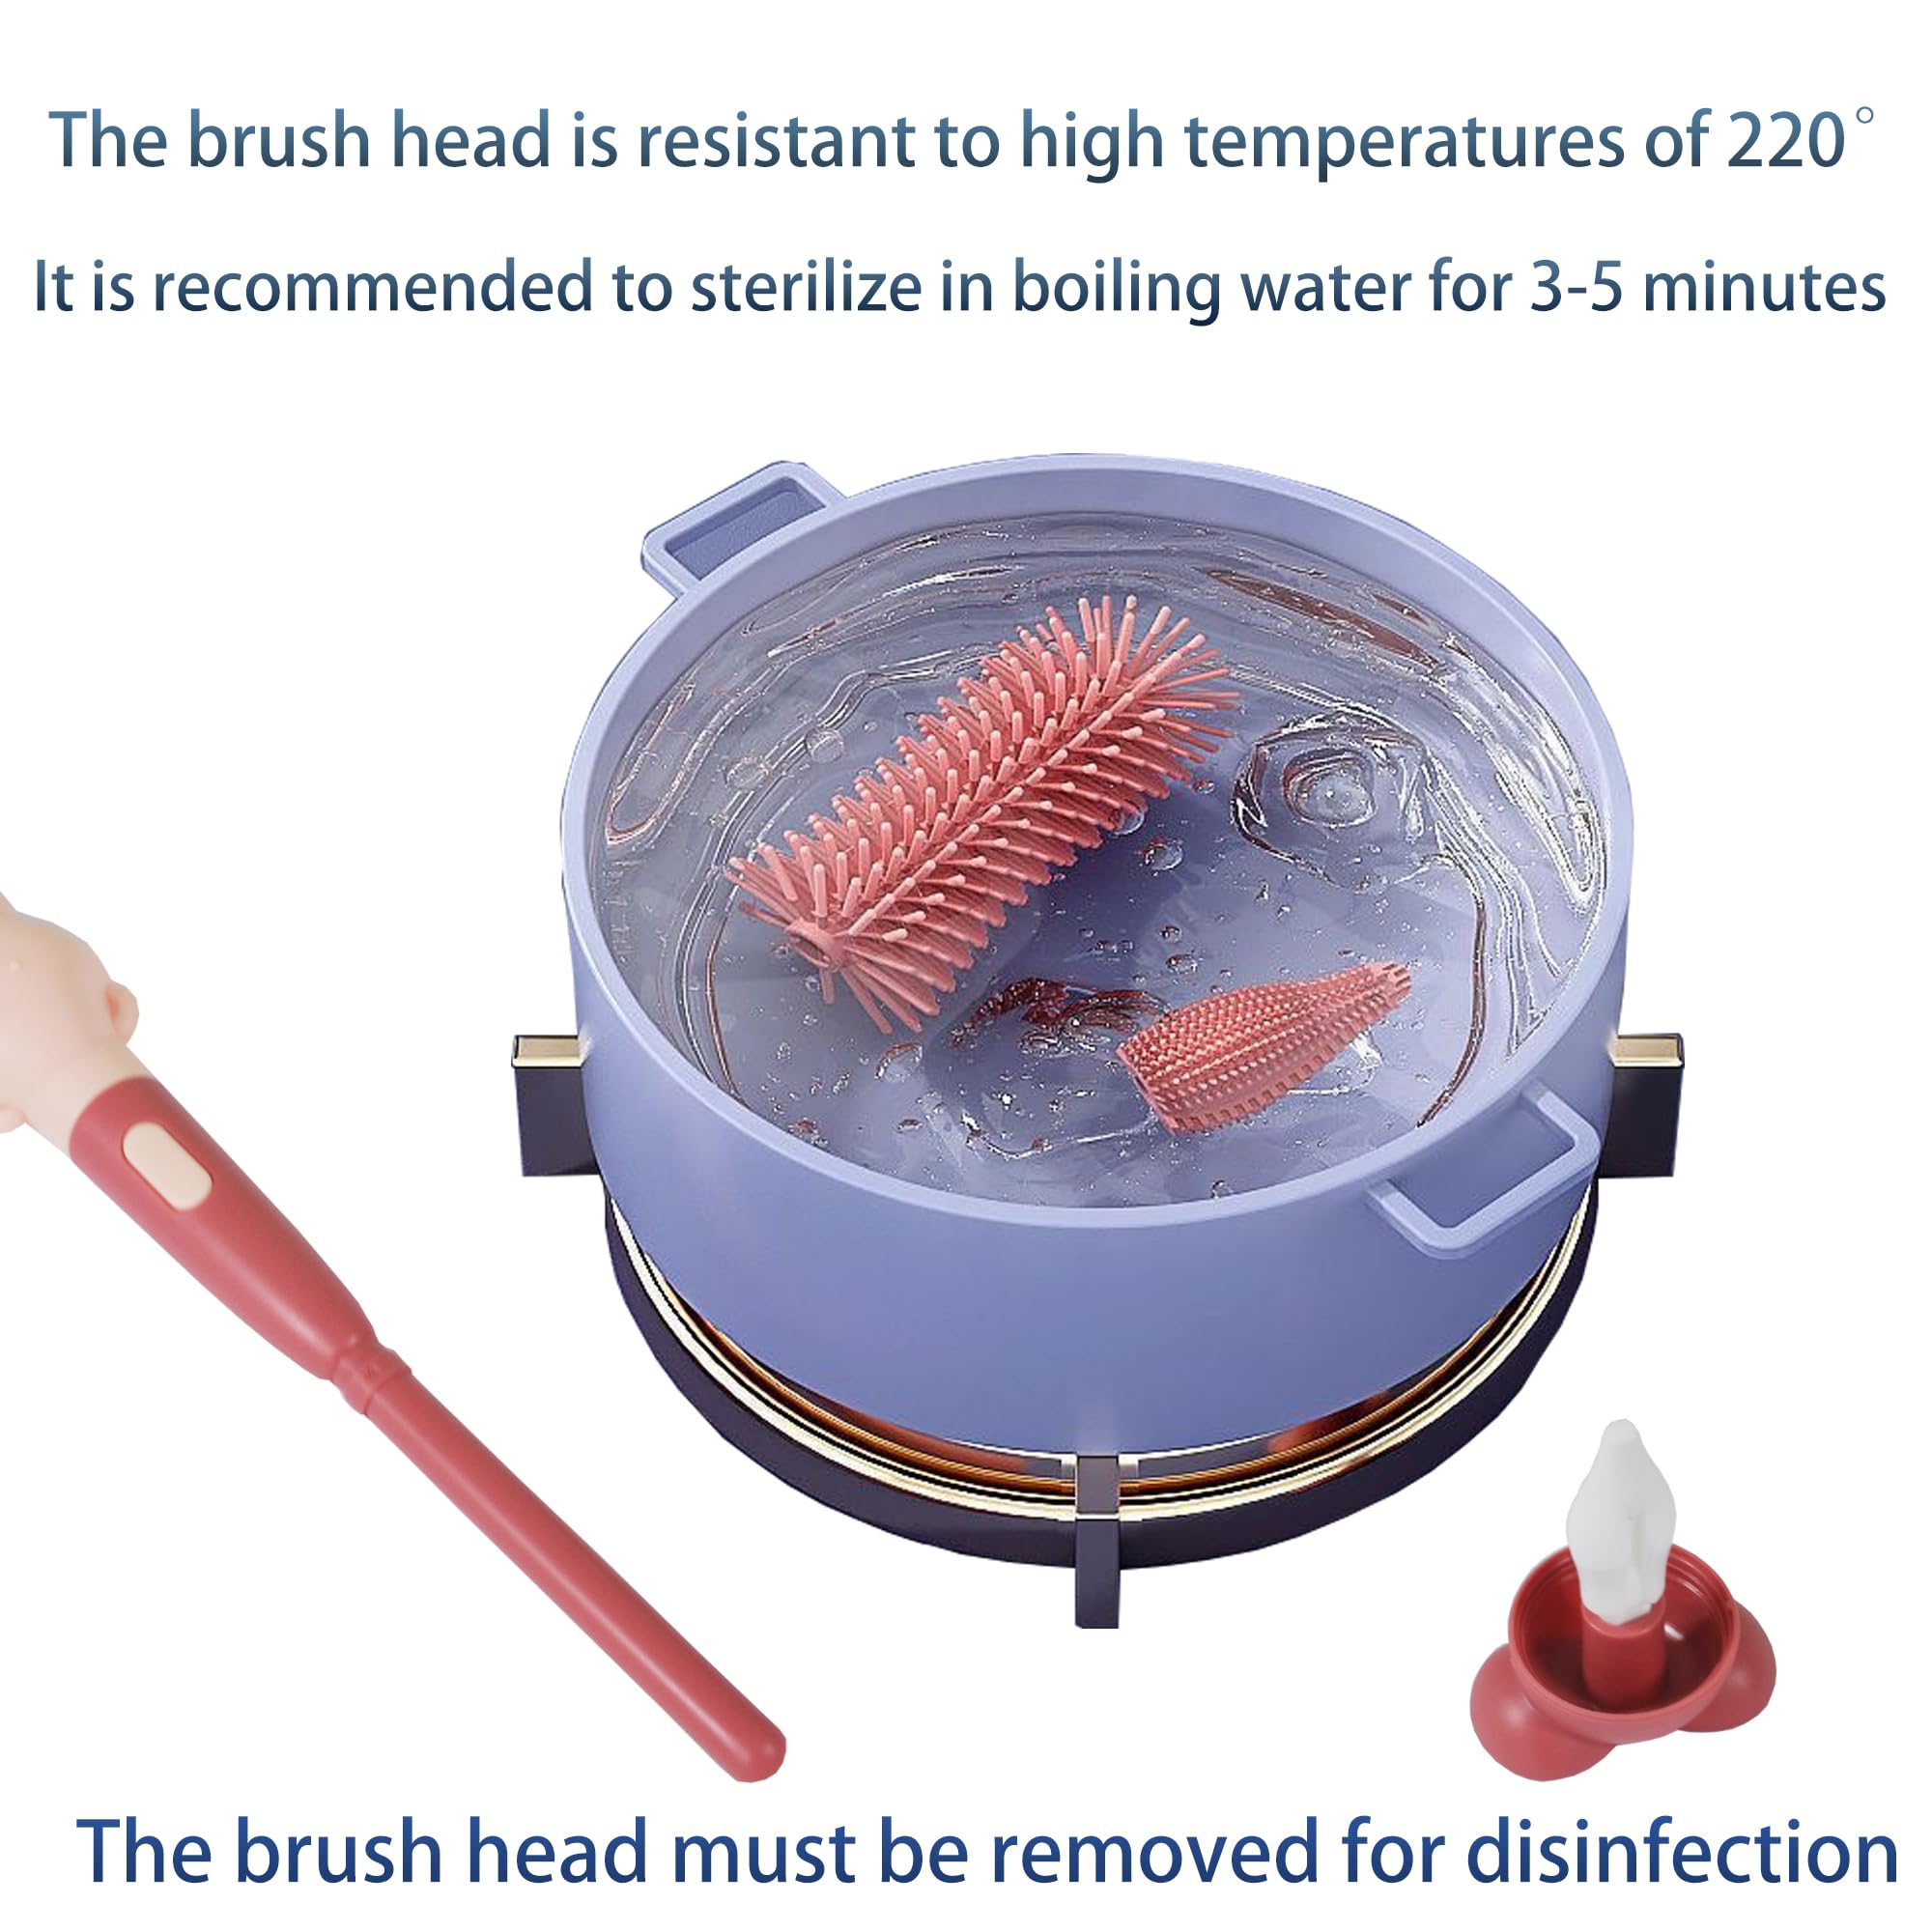 The brush head is resistant to high temperatures of 220°
It is recommended to sterilize in boiling water for 3-5 minutes
The brush head must be removed for disinfection